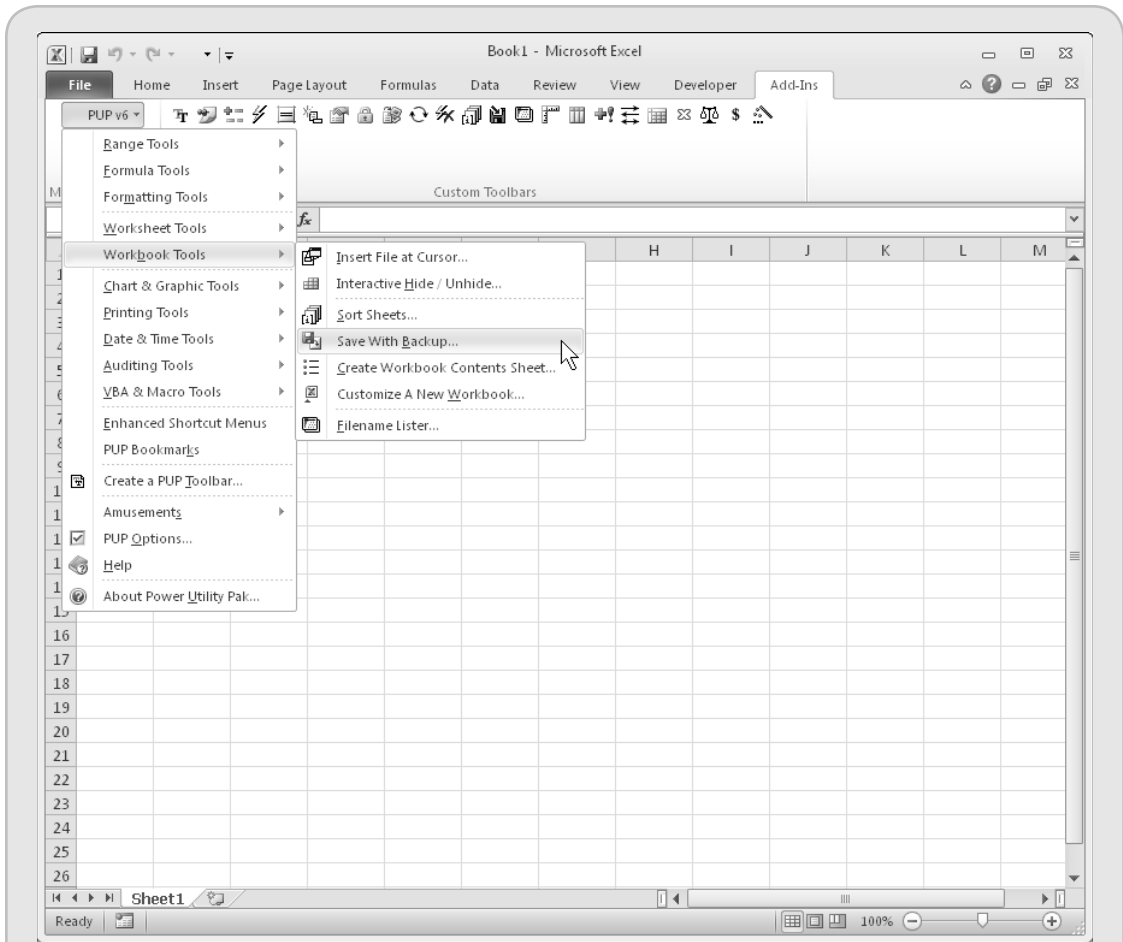 Book1 - Microsoft Excel
File Home Insert Page Layout Formulas Data Review View Developer Add-Ins
PUP v6
Range Tools
Formula Tools
Formatting Tools
Custom Toolbars
Worksheet Tools
fx
Workbook Tools
Insert File at Cursor...
H I J K L M
Interactive Hide / Unhide...
Chart & Graphic Tools
Printing Tools
Sort Sheets...
Date & Time Tools
Save With Backup...
Auditing Tools
Create Workbook Contents Sheet...
VBA & Macro Tools
Customize A New Workbook...
Enhanced Shortcut Menus
Filename Lister...
PUP Bookmarks
Create a PUP Toolbar...
Amusements
PUP Options...
Help
About Power Utility Pak...
15
16
17
18
19
20
21
22
23
24
25
26
Sheet1
Ready 100%